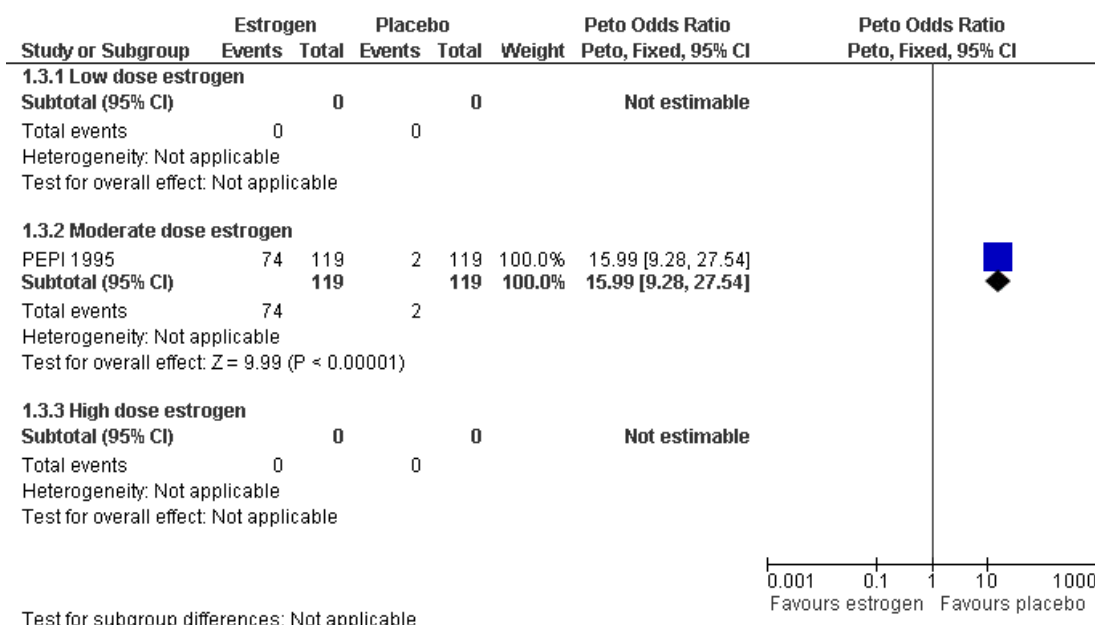 Estrogen Placebo Peto Odds Ratio Peto Odds Ratio
Study or Subgroup Events Total Events Total Weight Peto, Fixed, 95% CI Peto, Fixed, 95% CI
1.3.1 Low dose estrogen
Subtotal (95% CI) 0 0 Not estimable
Total events 0 0
Heterogeneity: Not applicable
Test for overall effect: Not applicable
1.3.2 Moderate dose estrogen
PEPI 1995 74 119 2 119 100.0% 15.99 [9.28, 27.54]
Subtotal (95% CI) 119 119 100.0% 15.99 [9.28, 27.54]
Total events 74 2
Heterogeneity: Not applicable
Test for overall effect: Z = 9.99 (P < 0.00001)
1.3.3 High dose estrogen
Subtotal (95% CI) 0 0 Not estimable
Total events 0 0
Heterogeneity: Not applicable
Test for overall effect: Not applicable
0.001 0.1 1 10 1000
Favours estrogen Favours placebo
Test for subgroup differences: Not applicable